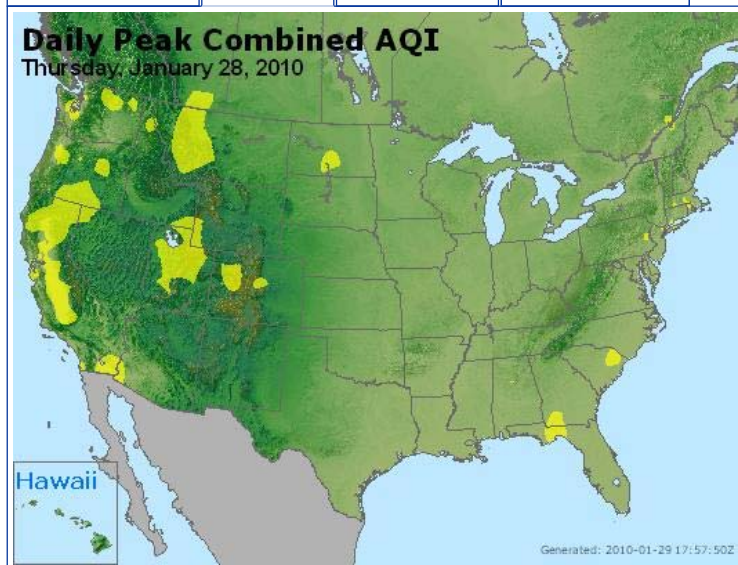 Daily Peak Combined AQI
Thursday, January 28, 2010
Hawaii
Generated: 2010-01-29 17:57:50Z